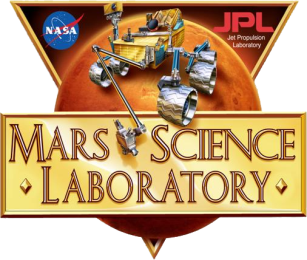 NASA
JPL
Jet Propulsion
Laboratory
MARS SCIENCE
LABORATORY